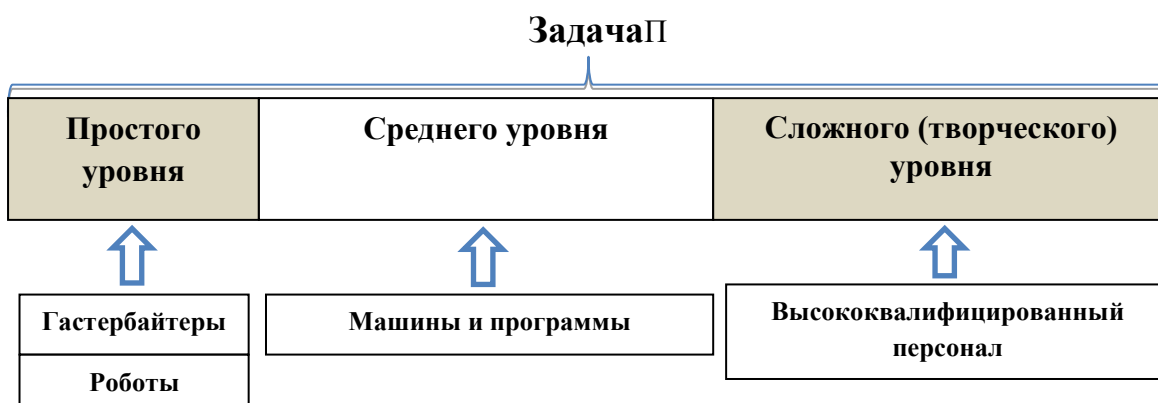 ЗадачаП
Простого
уровня
Среднего уровня
Сложного (творческого)
уровня
Гастербайтеры
Роботы
Машины и программы
Высококвалифицированный
персонал